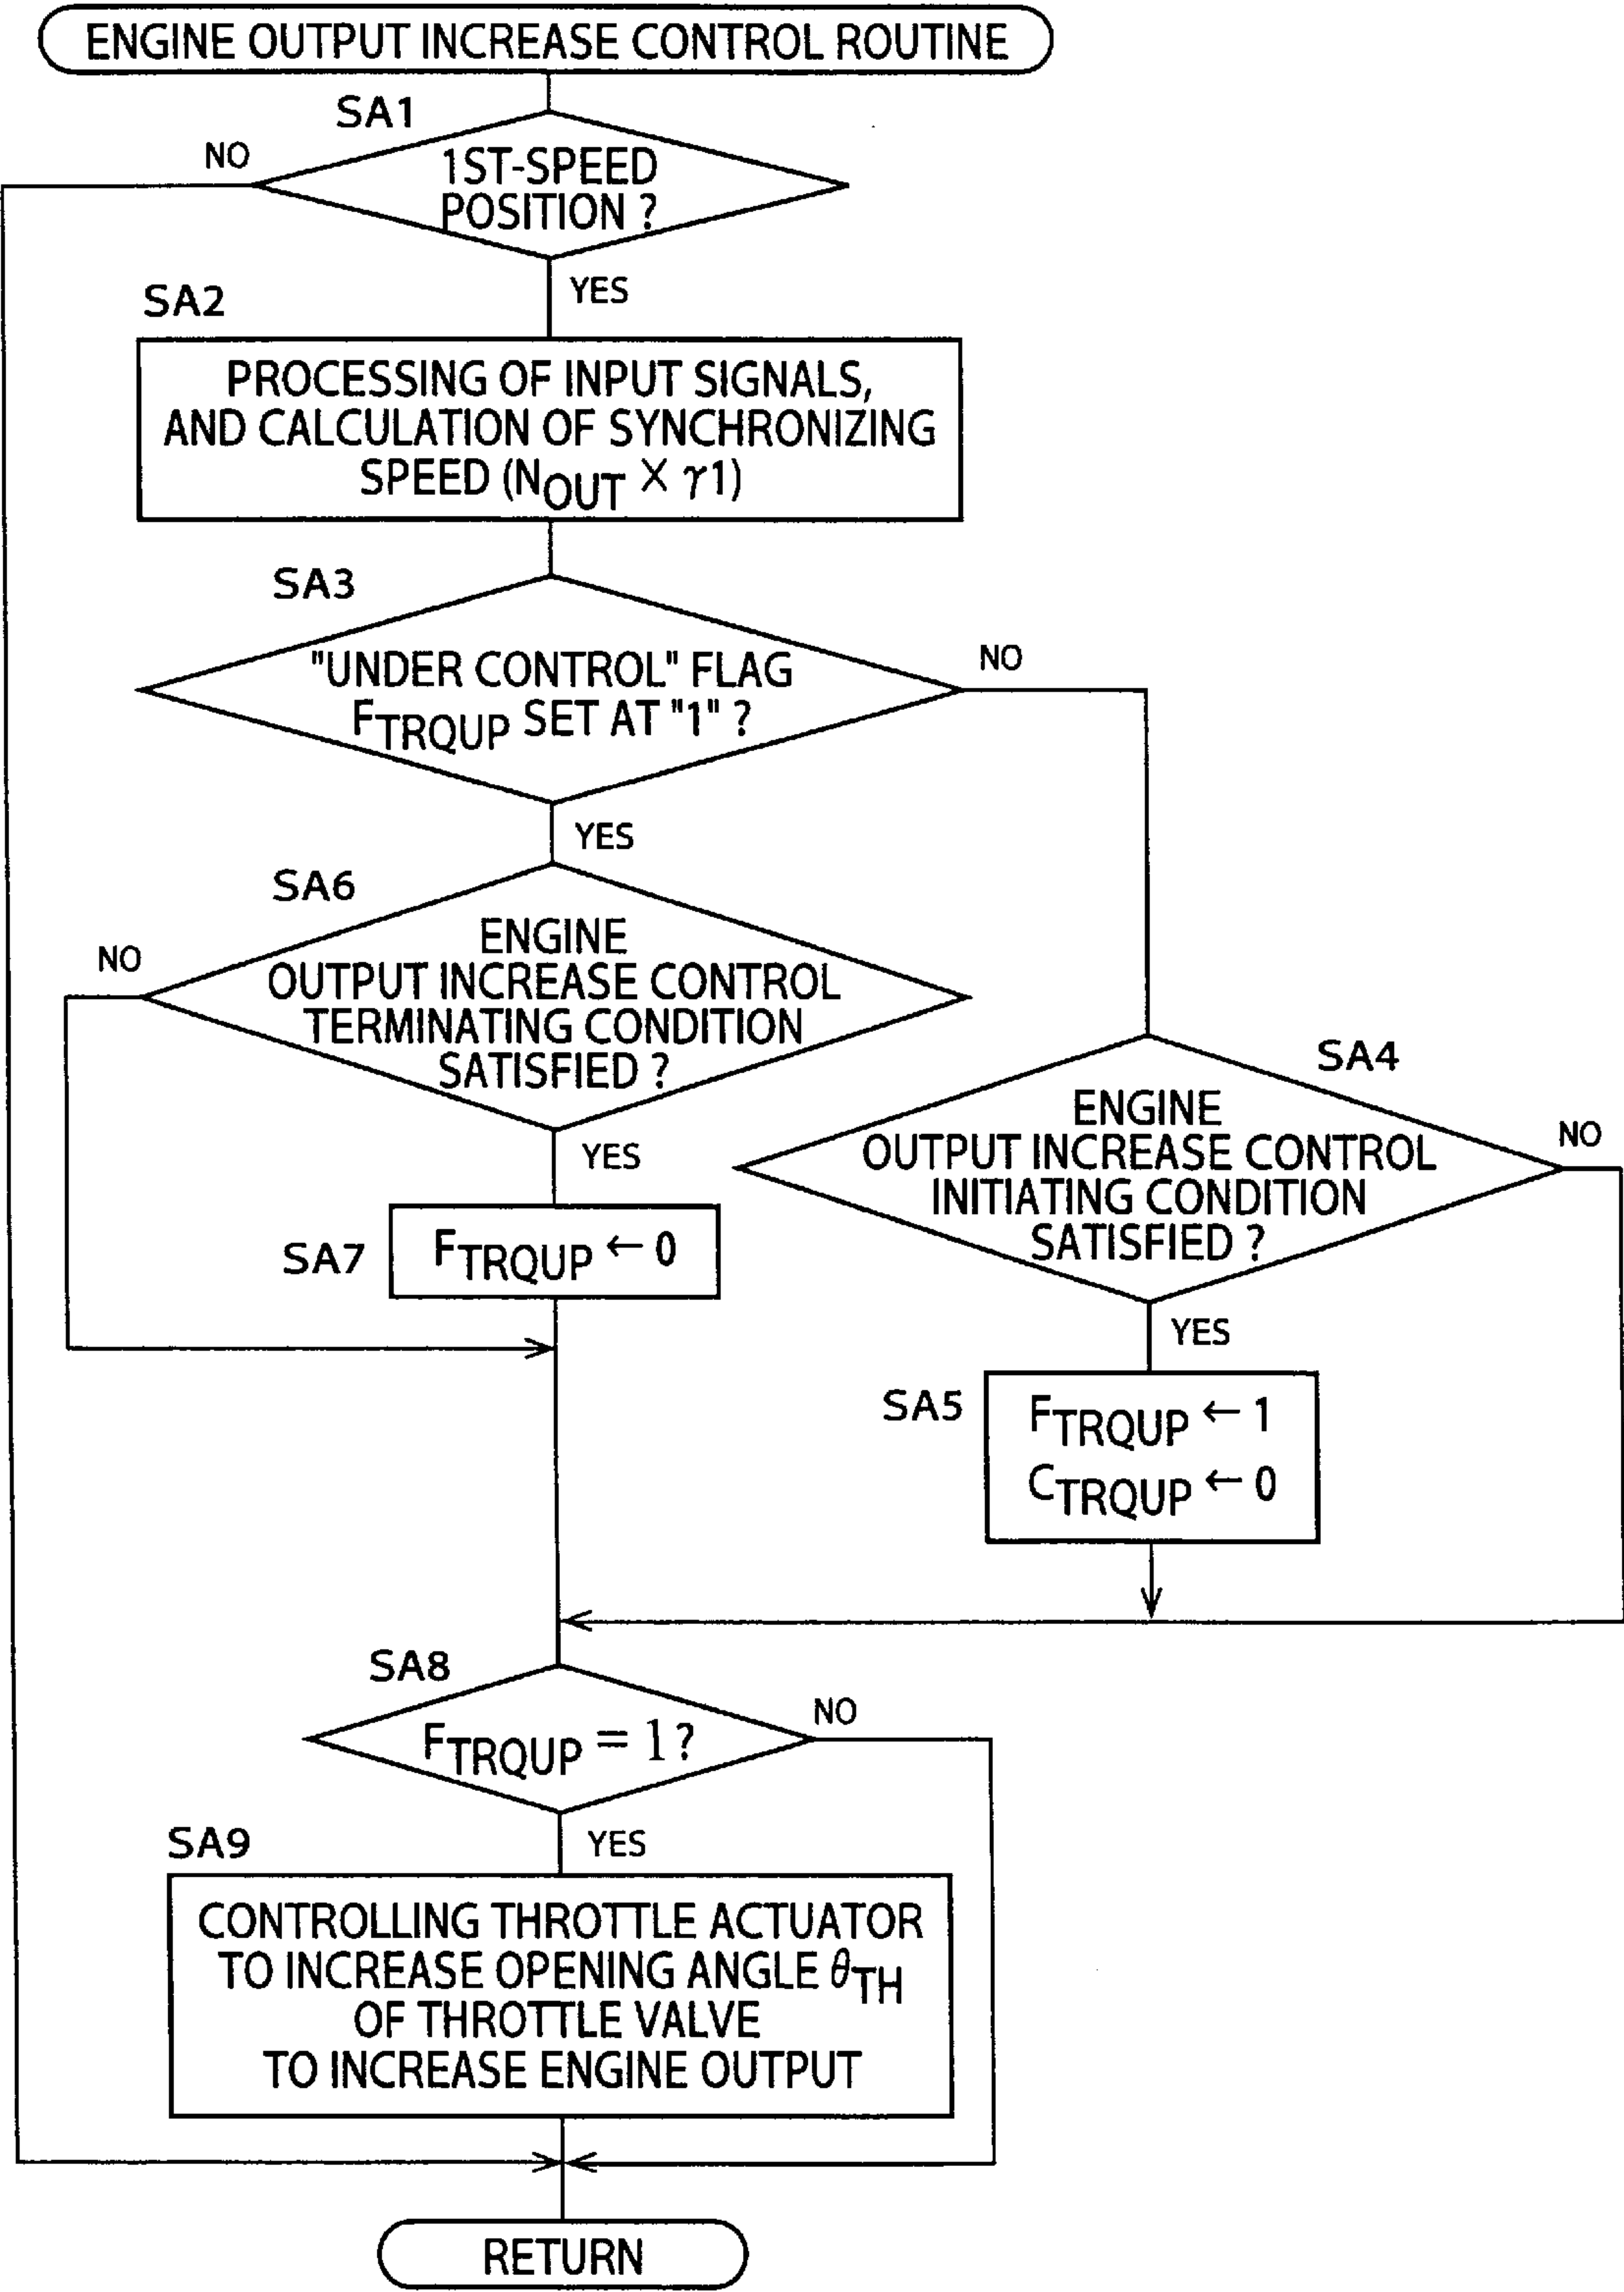 ENGINE OUTPUT INCREASE CONTROL ROUTINE
SA1
NO
1ST-SPEED
POSITION ?
YES
SA2
PROCESSING OF INPUT SIGNALS,
AND CALCULATION OF SYNCHRONIZING
SPEED (NOUT × γ1)
SA3
"UNDER CONTROL" FLAG
FTRQUP SET AT "1" ?
NO
YES
SA6
NO
ENGINE
OUTPUT INCREASE CONTROL
TERMINATING CONDITION
SATISFIED ?
YES
SA4
ENGINE
OUTPUT INCREASE CONTROL
INITIATING CONDITION
SATISFIED ?
NO
YES
SA7
FTRQUP ← 0
SA5
FTRQUP ← 1
CTRQUP ← 0
SA8
FTRQUP = 1?
NO
YES
SA9
CONTROLLING THROTTLE ACTUATOR
TO INCREASE OPENING ANGLE θTH
OF THROTTLE VALVE
TO INCREASE ENGINE OUTPUT
RETURN